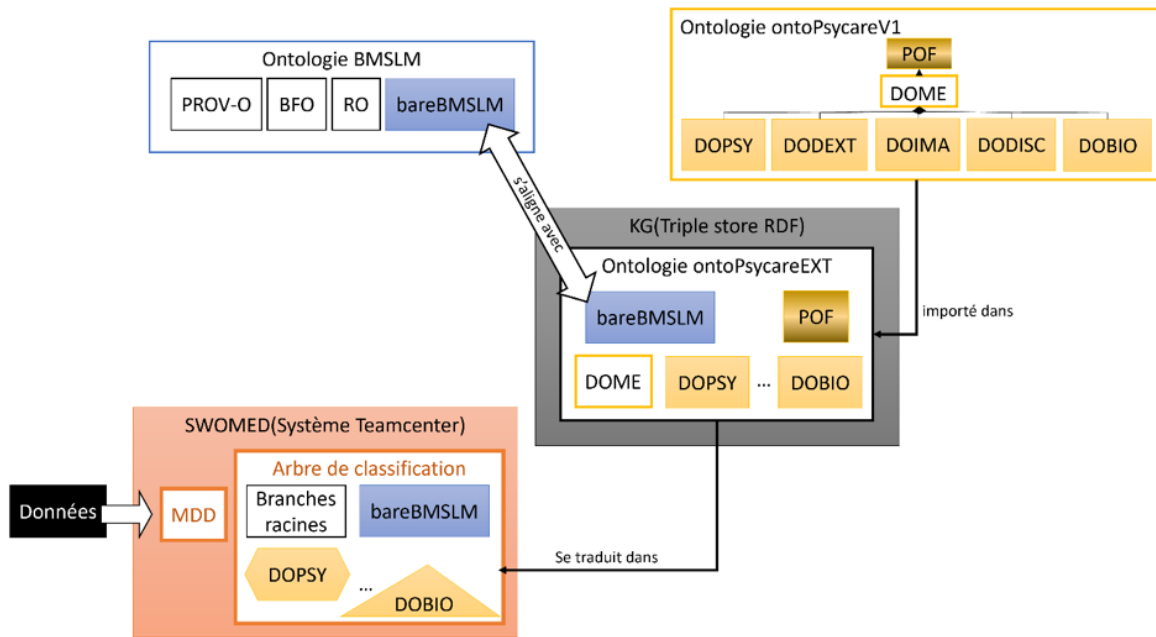 Ontologie ontoPsycareV1
POF
DOME
DOPSY DODEXT DOIMA DODISC DOBIO
Ontologie BMSLM
PROV-O BFO RO bareBMSLM
s'aligne avec
KG(Triple store RDF)
Ontologie ontoPsycareEXT
bareBMSLM POF
DOME DOPSY ... DOBIO
importé dans
SWOMED(Système Teamcenter)
Arbre de classification
Données
MDD
Branches
racines
bareBMSLM
DOPSY ... DOBIO
Se traduit dans